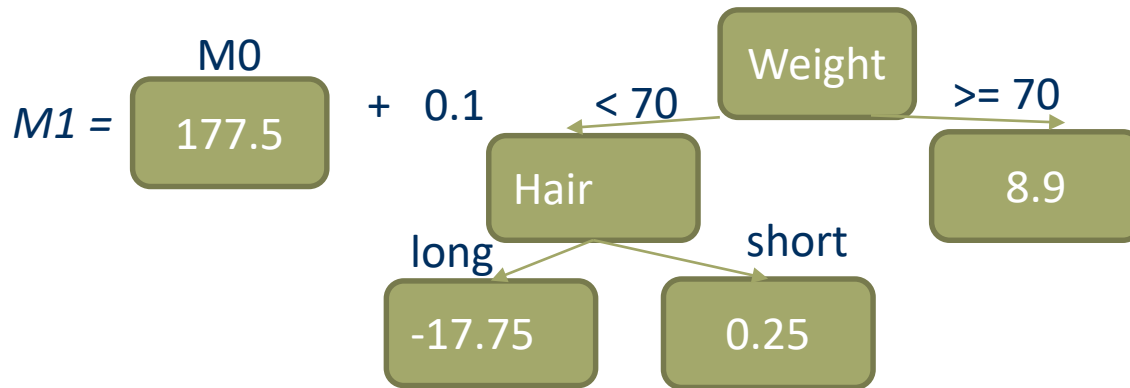 M0
Weight
M1 = 177.5 + 0.1 < 70 >= 70
Hair
8.9
long
short
-17.75
0.25